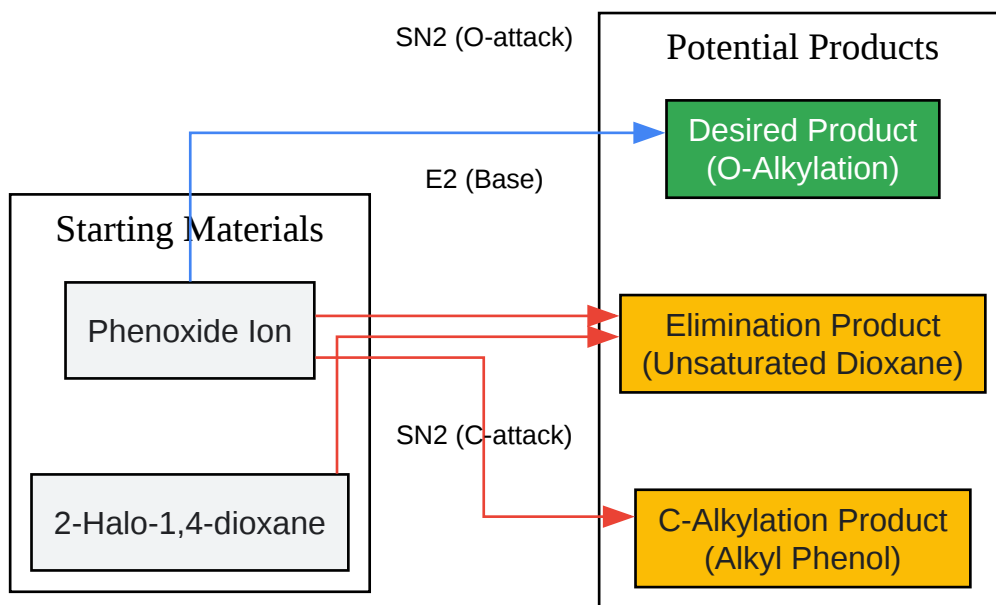 SN2 (O-attack)
Potential Products
Desired Product
(O-Alkylation)
E2 (Base)
Starting Materials
Phenoxide Ion
Elimination Product
(Unsaturated Dioxane)
SN2 (C-attack)
2-Halo-1,4-dioxane
C-Alkylation Product
(Alkyl Phenol)